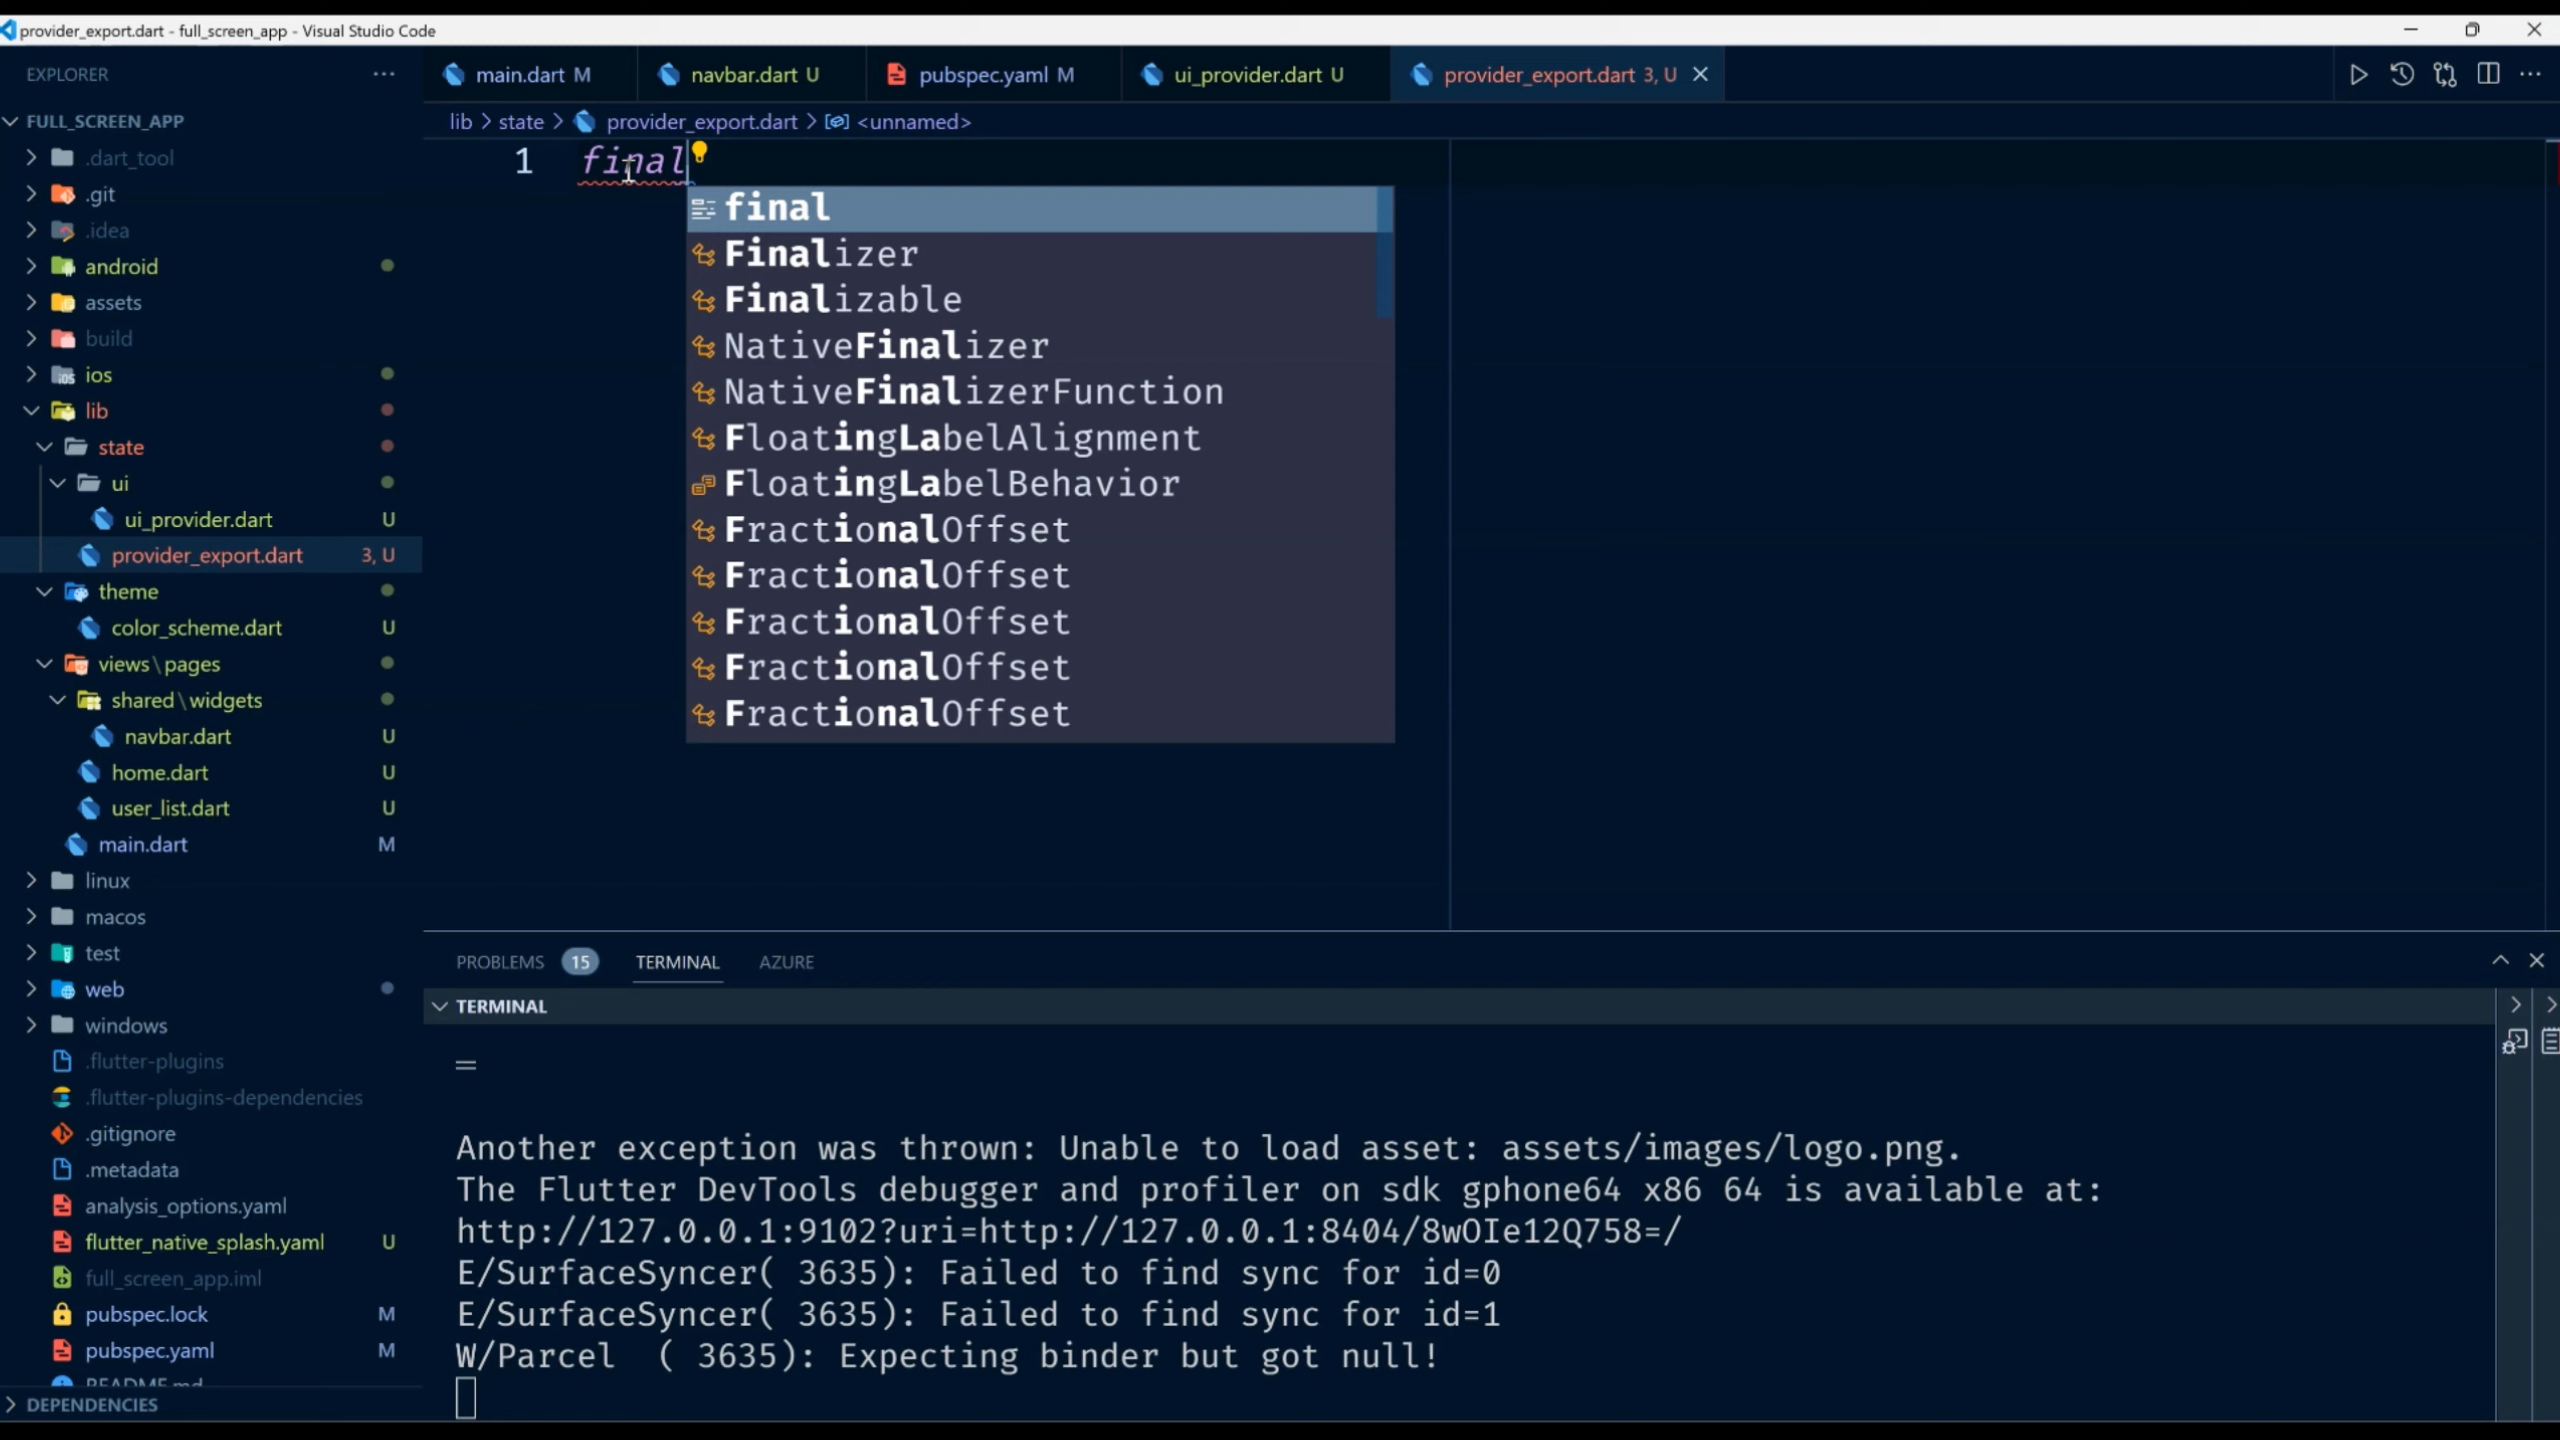 provider_export.dart - full_screen_app - Visual Studio Code
EXPLORER
FULL_SCREEN_APP
.dart_tool
.git
.idea
android
assets
build
ios
lib
state
ui
ui_provider.dart U
provider_export.dart 3, U
theme
color_scheme.dart U
views\pages
shared\widgets
navbar.dart U
home.dart U
user_list.dart U
main.dart M
linux
macos
test
web
windows
.flutter-plugins
.flutter-plugins-dependencies
.gitignore
.metadata
analysis_options.yaml
flutter_native_splash.yaml U
full_screen_app.iml
pubspec.lock M
pubspec.yaml M
README.md
DEPENDENCIES
main.dart M navbar.dart U pubspec.yaml M ui_provider.dart U provider_export.dart 3, U
lib > state > provider_export.dart > <unnamed>
1 final
final
Finalizer
Finalizable
NativeFinalizer
NativeFinalizerFunction
FloatingLabelAlignment
FloatingLabelBehavior
FractionalOffset
FractionalOffset
FractionalOffset
FractionalOffset
FractionalOffset
PROBLEMS 15 TERMINAL AZURE
TERMINAL
Another exception was thrown: Unable to load asset: assets/images/logo.png.
The Flutter DevTools debugger and profiler on sdk gphone64 x86 64 is available at:
http://127.0.0.1:9102?uri=http://127.0.0.1:8404/8wOIe12Q758=/
E/SurfaceSyncer( 3635): Failed to find sync for id=0
E/SurfaceSyncer( 3635): Failed to find sync for id=1
W/Parcel  ( 3635): Expecting binder but got null!